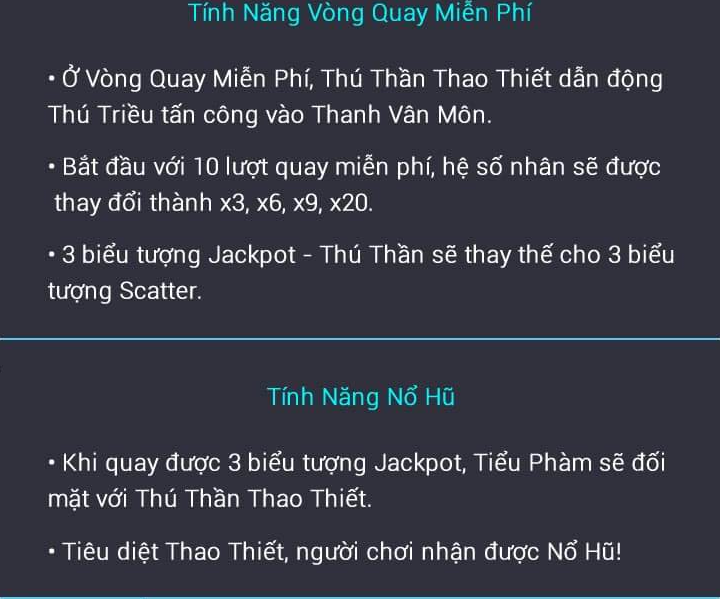 Tính Năng Vòng Quay Miễn Phí
• Ở Vòng Quay Miễn Phí, Thú Thần Thao Thiết dẫn động
Thú Triều tấn công vào Thanh Vân Môn.
• Bắt đầu với 10 lượt quay miễn phí, hệ số nhân sẽ được
thay đổi thành x3, x6, x9, x20.
• 3 biểu tượng Jackpot - Thú Thần sẽ thay thế cho 3 biểu
tượng Scatter.
Tính Năng Nổ Hũ
• Khi quay được 3 biểu tượng Jackpot, Tiểu Phàm sẽ đối
mặt với Thú Thần Thao Thiết.
• Tiêu diệt Thao Thiết, người chơi nhận được Nổ Hũ!